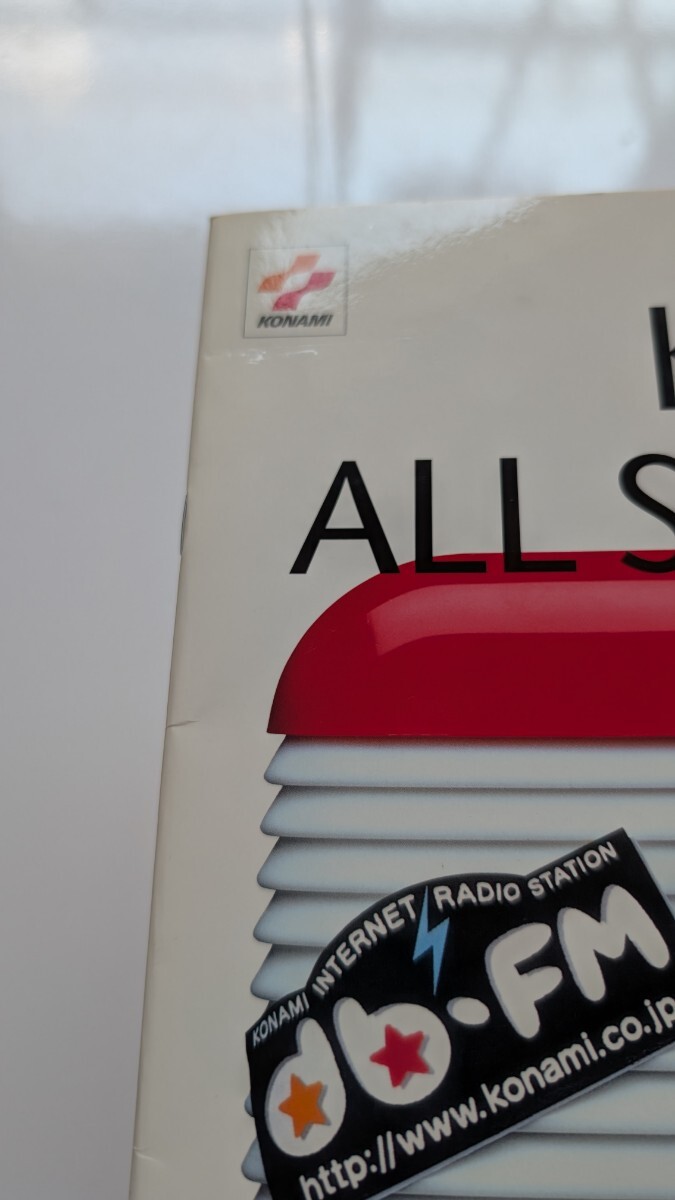 KONAMI
ALL S
KONAMI INTERNET RADIO STATION
db·FM
http://www.konami.co.jp